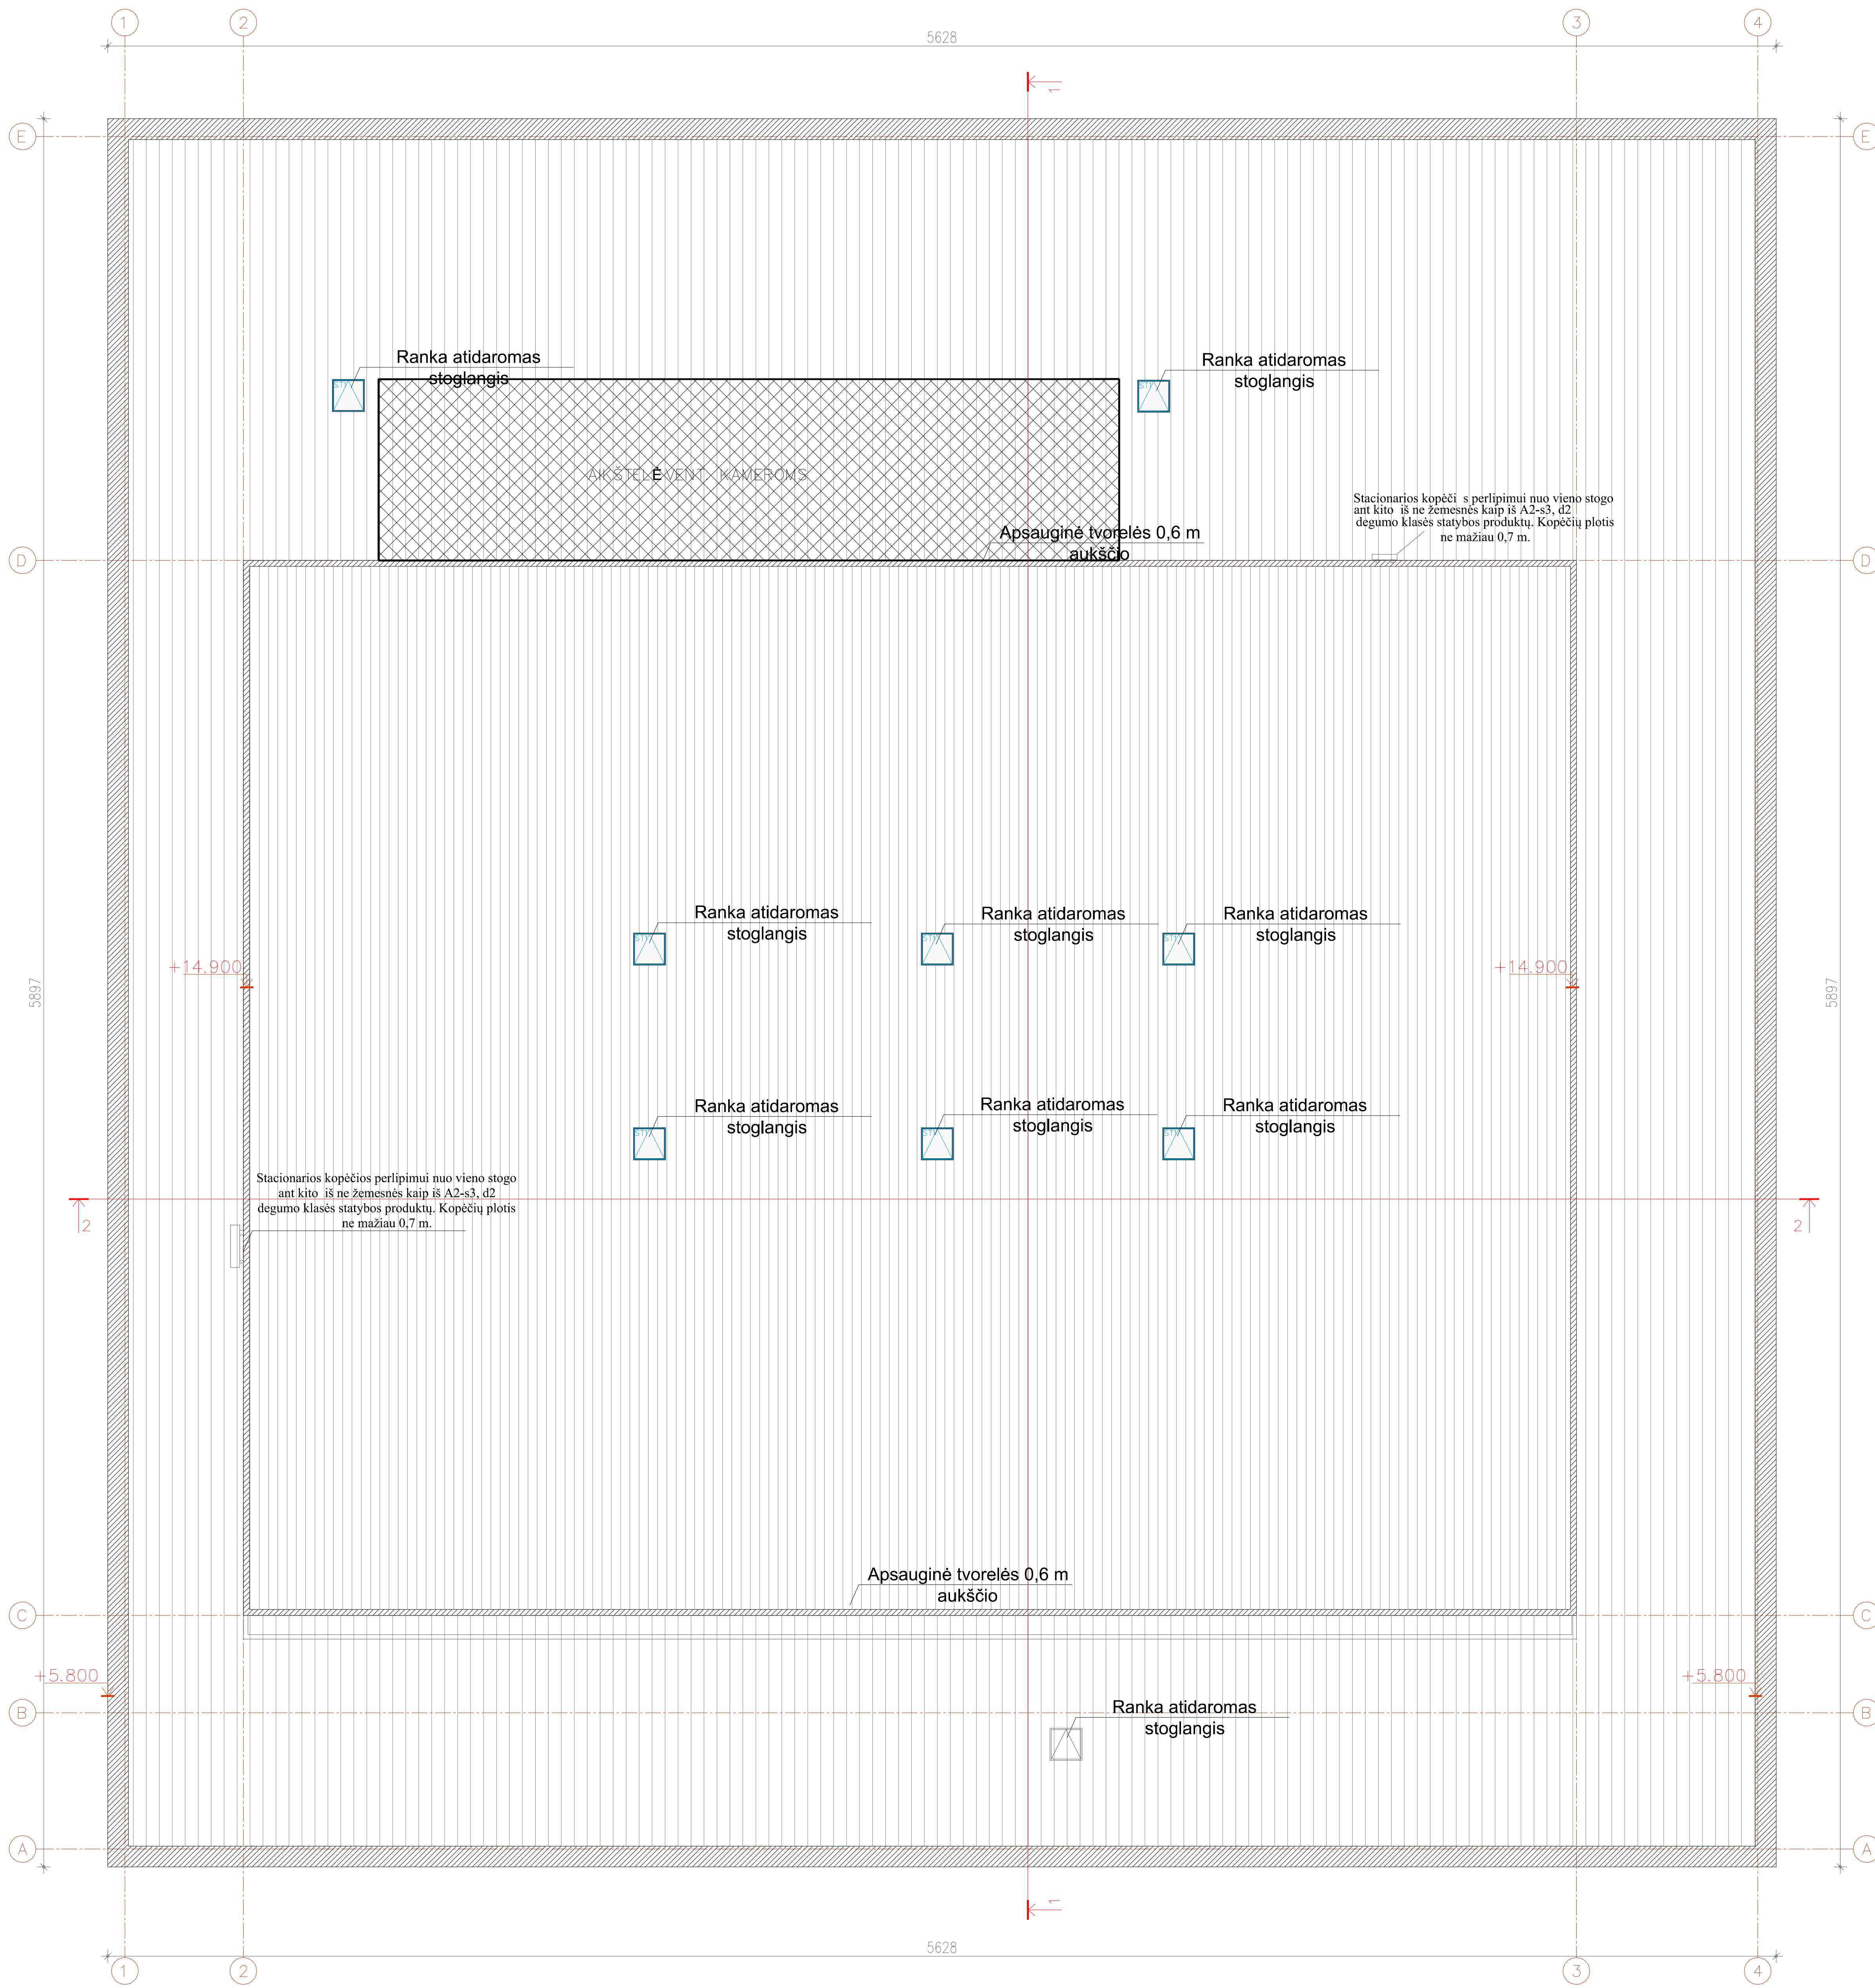 1
2
3
4
5628
1
E
E
Ranka atidaromas
stoglangis
Ranka atidaromas
stoglangis
AIKŠTELĖ VENT. KAMEROMS
Stacionarios kopėči s perlipimui nuo vieno stogo
ant kito iš ne žemesnės kaip iš A2-s3, d2
degumo klasės statybos produktų. Kopėčių plotis
ne mažiau 0,7 m.
Apsauginė tvorelės 0,6 m
aukščio
D
D
Ranka atidaromas
stoglangis
Ranka atidaromas
stoglangis
Ranka atidaromas
stoglangis
+14.900
+14.900
5897
5897
Ranka atidaromas
stoglangis
Ranka atidaromas
stoglangis
Ranka atidaromas
stoglangis
Stacionarios kopėčios perlipimui nuo vieno stogo
ant kito iš ne žemesnės kaip iš A2-s3, d2
degumo klasės statybos produktų. Kopėčių plotis
ne mažiau 0,7 m.
2
2
Apsauginė tvorelės 0,6 m
aukščio
C
C
+5.800
+5.800
B
B
Ranka atidaromas
stoglangis
A
A
1
5628
1
2
3
4